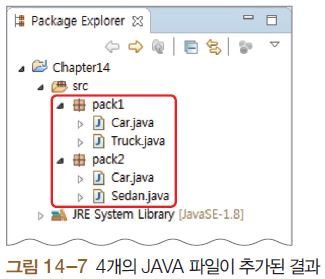 Package Explorer
Chapter14
src
pack1
Car.java
Truck.java
pack2
Car.java
Sedan.java
JRE System Library [JavaSE-1.8]
그림 14-7 4개의 JAVA 파일이 추가된 결과